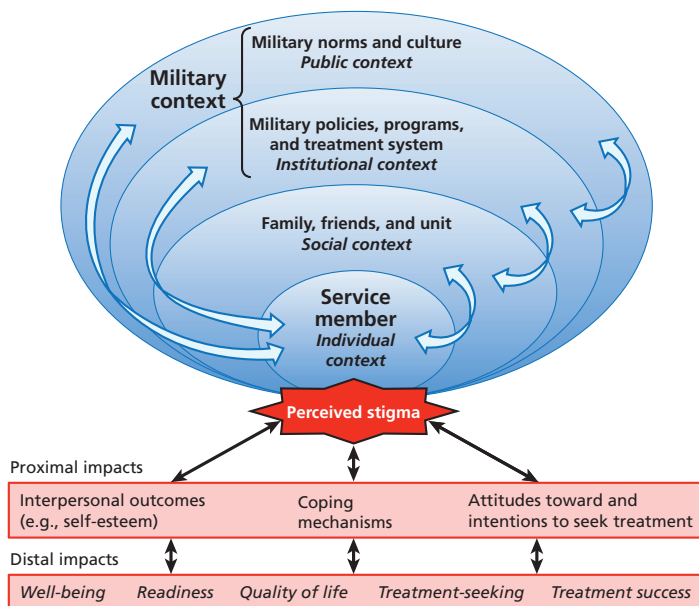 Military norms and culture
Public context
Military
context
Military policies, programs,
and treatment system
Institutional context
Family, friends, and unit
Social context
Service
member
Individual
context
Perceived stigma
Proximal impacts
Interpersonal outcomes
(e.g., self-esteem)
Coping
mechanisms
Attitudes toward and
intentions to seek treatment
Distal impacts
Well-being Readiness Quality of life Treatment-seeking Treatment success